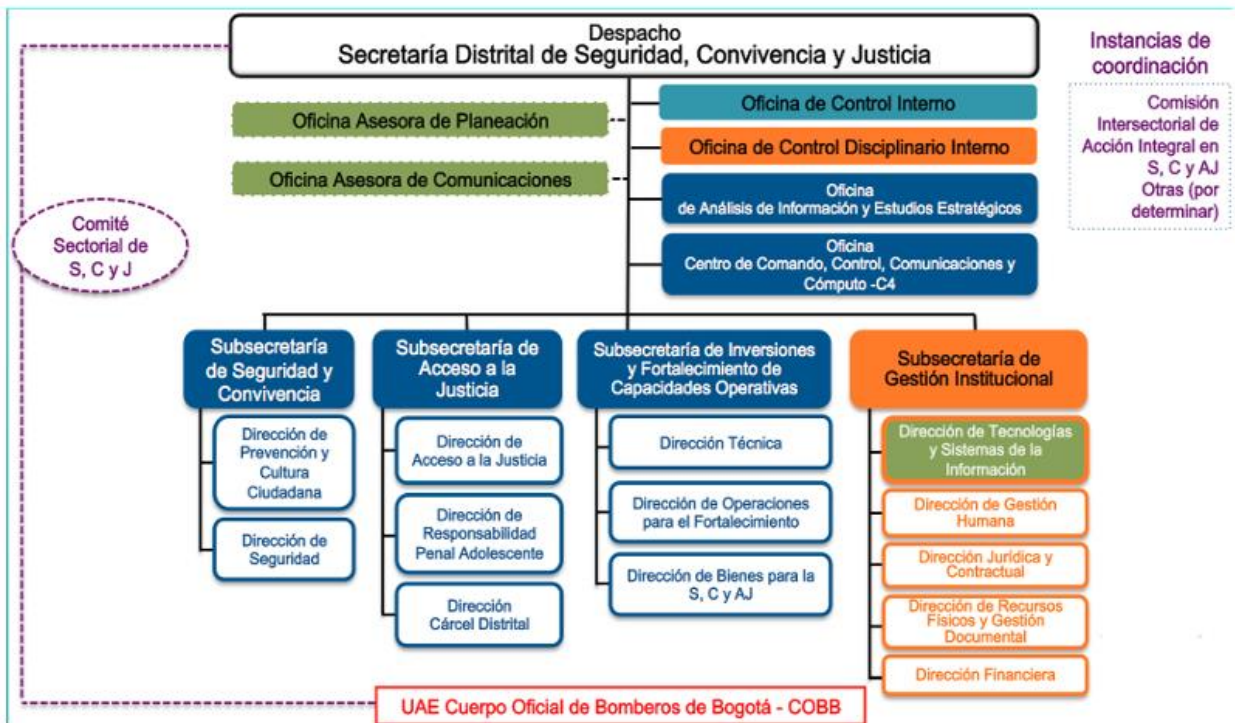 Despacho
Secretaría Distrital de Seguridad, Convivencia y Justicia
Instancias de
coordinación
Comisión
Intersectorial de
Acción Integral en
S, C y AJ
Otras (por
determinar)
Oficina Asesora de Planeación
Oficina Asesora de Comunicaciones
Oficina de Control Interno
Oficina de Control Disciplinario Interno
Oficina
de Análisis de Información y Estudios Estratégicos
Oficina
Centro de Comando, Control, Comunicaciones y
Cómputo -C4
Comité
Sectorial de
S, C y J
Subsecretaría
de Seguridad y
Convivencia
Dirección de
Prevención y
Cultura
Ciudadana
Dirección de
Seguridad
Subsecretaría de
Acceso a la
Justicia
Dirección de
Acceso a la Justicia
Dirección de
Responsabilidad
Penal Adolescente
Dirección
Cárcel Distrital
Subsecretaría de Inversiones
y Fortalecimiento de
Capacidades Operativas
Dirección Técnica
Dirección de Operaciones
para el Fortalecimiento
Dirección de Bienes para la
S, C y AJ
Subsecretaría de
Gestión Institucional
Dirección de Tecnologías
y Sistemas de la
Información
Dirección de Gestión
Humana
Dirección Jurídica y
Contractual
Dirección de Recursos
Físicos y Gestión
Documental
Dirección Financiera
UAE Cuerpo Oficial de Bomberos de Bogotá - COBB